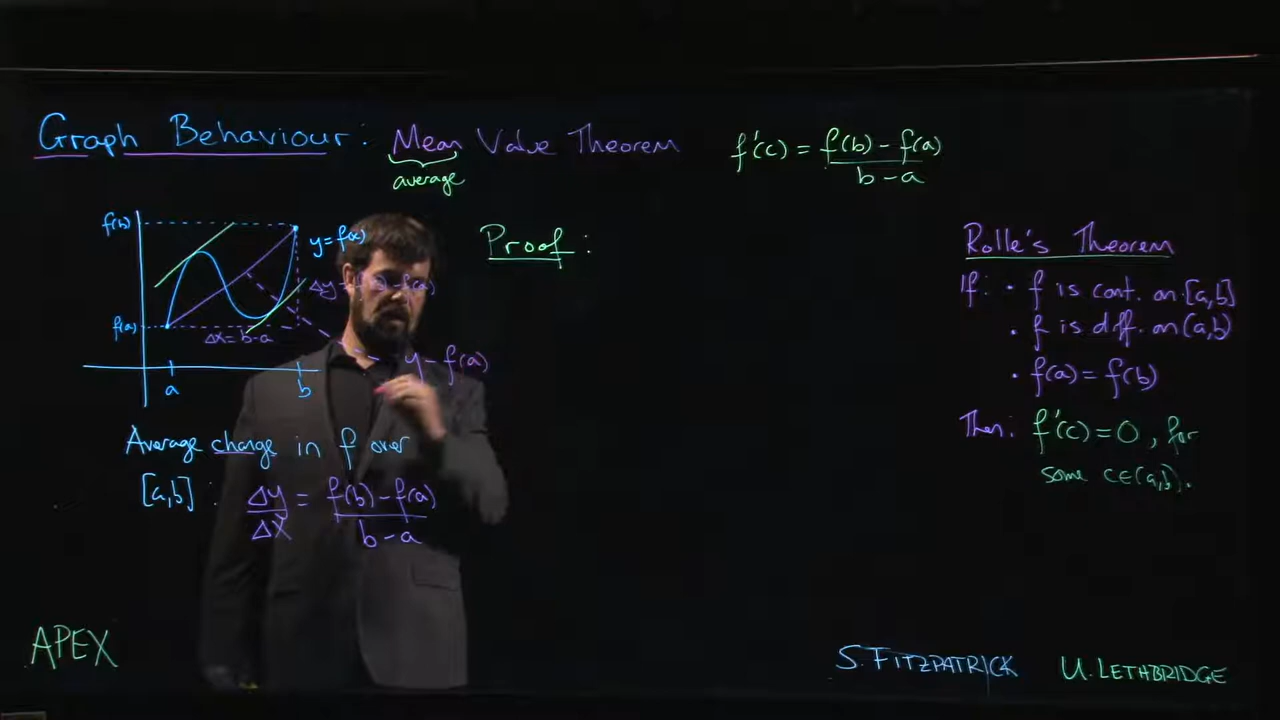 Graph Behaviour: Mean Value Theorem
average
f'(c) = f(b) - f(a)
b - a
f(b)
y = f(x)
f(a)
Δx = b - a
a
b
y - f(a)
Average change in f over
[a,b] : Δy/Δx = f(b) - f(a)
b - a
Proof:
Rolle's Theorem
If: · f is cont. on [a,b]
· f is diff. on (a,b)
· f(a) = f(b)
Then: f'(c) = 0, for
some c∈(a,b).
APEX
S. FITZPATRICK
U. LETHBRIDGE